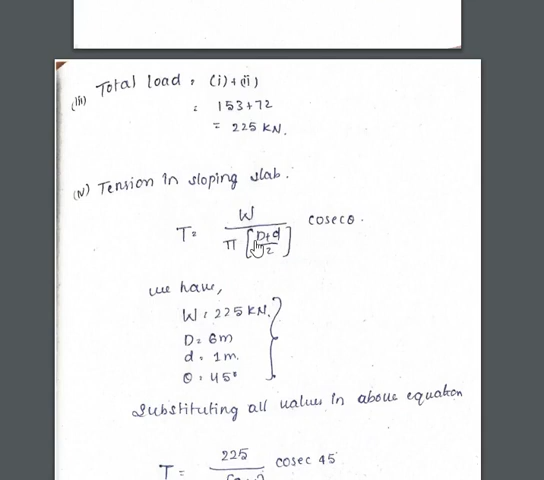 (iii) Total load = (i)+(ii)
= 153+72
= 225 KN.
(iv) Tension in sloping slab.
T= W / π [D+d / 2] cosecθ.
we have,
W = 225 KN.
D = 6m
d = 1m.
θ = 45°
Substituting all values in above equation
T = 225 cosec 45°